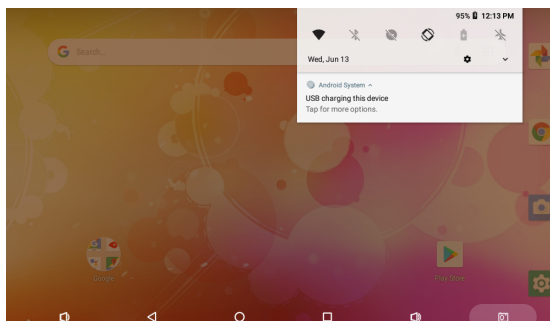 95% 12:13 PM
Search...
Wed, Jun 13
Android System
USB charging this device
Tap for more options.
Google
Play Store